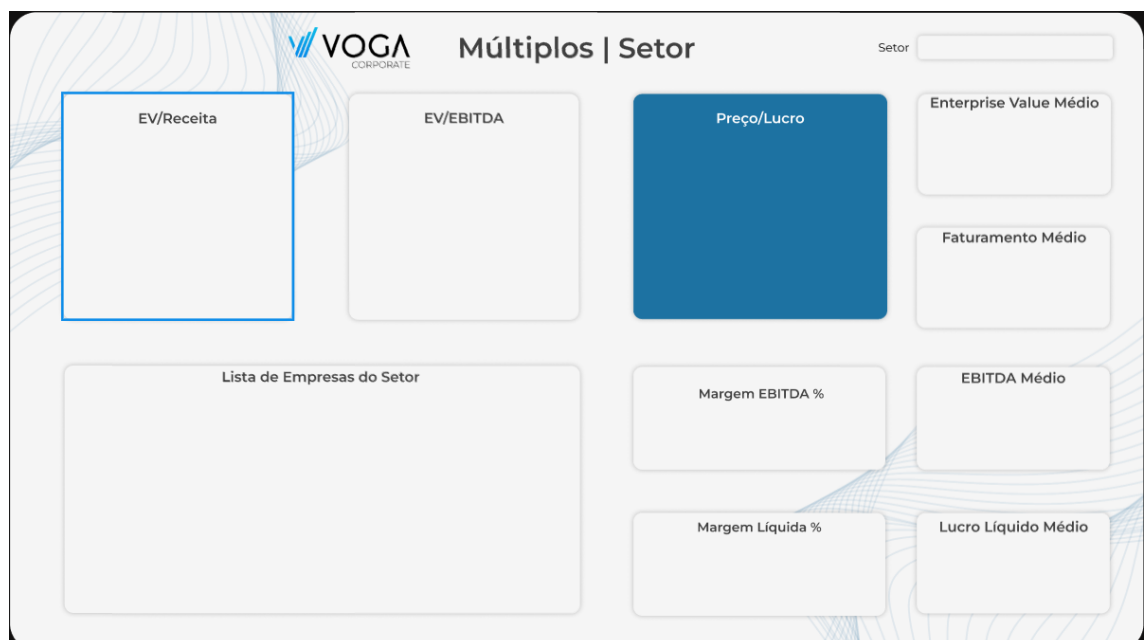 VOGA
CORPORATE
Múltiplos | Setor
Setor
EV/Receita
EV/EBITDA
Preço/Lucro
Enterprise Value Médio
Faturamento Médio
Lista de Empresas do Setor
Margem EBITDA %
EBITDA Médio
Margem Líquida %
Lucro Líquido Médio